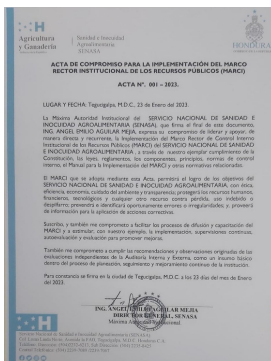 Agricultura
y Ganadería
Sanidad e Inocuidad
Agroalimentaria
SENASA
HONDURAS
ACTA DE COMPROMISO PARA LA IMPLEMENTACIÓN DEL MARCO
RECTOR INSTITUCIONAL DE LOS RECURSOS PÚBLICOS (MARCI)
ACTA Nº. 001 – 2023.
LUGAR Y FECHA: Tegucigalpa, M.D.C., 23 de Enero del 2023.
La Máxima Autoridad Institucional del SERVICIO NACIONAL DE SANIDAD E
INOCUIDAD AGROALIMENTARIA (SENASA), que firma al final de este documento,
ING. ANGEL EMILIO AGUILAR MEJIA, expresa su compromiso de liderar y apoyar, de
manera directa y recurrente, la implementación del Marco Rector de Control Interno
Institucional de los Recursos Públicos (MARCI) del SERVICIO NACIONAL DE SANIDAD
E INOCUIDAD AGROALIMENTARIA, a través de nuestro ejemplar cumplimiento de la
Constitución, las leyes, reglamentos, los componentes, principios, normas de control
interno, el Manual para la Implementación del MARCI y otros normativas relacionados.
El MARCI que se adopta mediante esta Acta, permitirá el logro de los objetivos del
SERVICIO NACIONAL DE SANIDAD E INOCUIDAD AGROALIMENTARIA, con ética,
eficiencia, economía, cuidado del ambiente y transparencia; protegerá los recursos humanos,
financieros, tecnológicos y cualquier otro recurso contra pérdida, uso indebido o
despilfarro; prevendrá e identificará oportunamente errores o irregularidades; y, proveerá
de información para la aplicación de acciones correctivas.
Suscribo, y también me comprometo a facilitar los procesos de difusión y capacitación del
MARCI y a estimular, con nuestro ejemplo, la implementación, supervisiones continuas,
autoevaluación y evaluación para promover mejoras.
También me comprometo a cumplir las recomendaciones y observaciones originadas de las
evaluaciones independientes de la Auditoría Interna y Externa, como un insumo básico
dentro del proceso de planeación, seguimiento y mejoramiento continuo de la institución.
Para constancia se firma en la ciudad de Tegucigalpa, M.D.C. a los 23 días del mes de Enero
del 2023.
ING. ANGEL EMILIO AGUILAR MEJIA
DIRECTOR GENERAL, SENASA
Máxima Autoridad Institucional